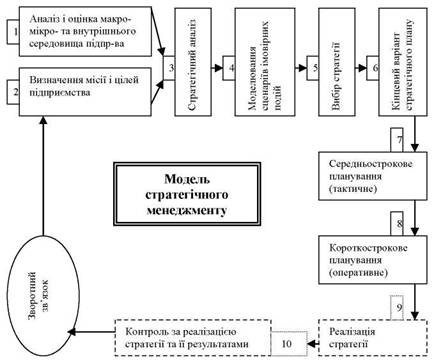 1
Аналіз і оцінка макро-
мікро- та внутрішнього
середовища підпр-ва
2
Визначення місії і цілей
підприємства
3
Стратегічний аналіз
4
Моделювання
сценаріїв імовірних
подій
5
Вибір стратегії
6
Кінцевий варіант
стратегічного плану
7
Середньострокове
планування
(тактичне)
Модель
стратегічного
менеджменту
8
Короткострокове
планування
(оперативне)
9
Реалізація
стратегії
10
Контроль за реалізацією
стратегії та її результатами
Зворотний
зв'язок